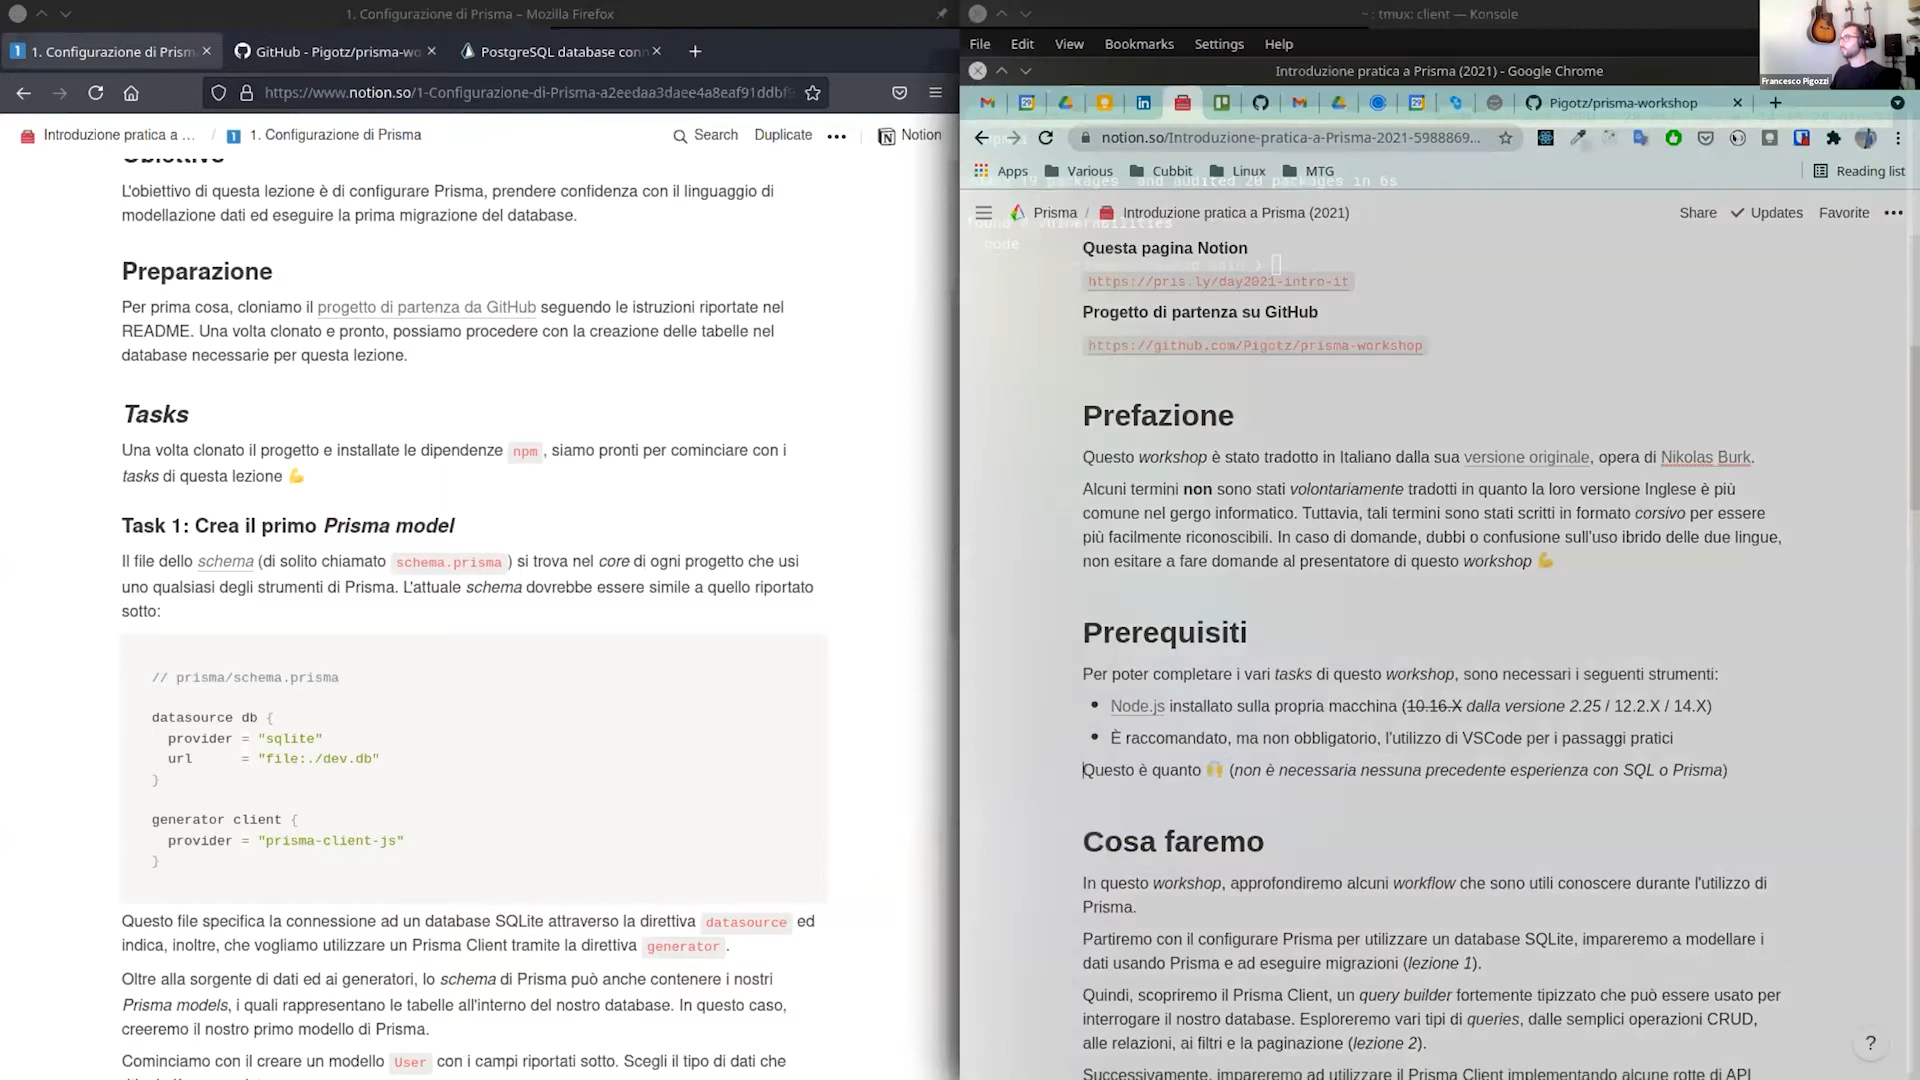 1. Configurazione di Prisma – Mozilla Firefox
1. Configurazione di Prism
GitHub - Pigotz/prisma-wo
PostgreSQL database conn
https://www.notion.so/1-Configurazione-di-Prisma-a2eedaa3daee4a8eaf91ddbf9
Introduzione pratica a ... / 1. Configurazione di Prisma
Search Duplicate Notion
Obiettivo
L'obiettivo di questa lezione è di configurare Prisma, prendere confidenza con il linguaggio di
modellazione dati ed eseguire la prima migrazione del database.
Preparazione
Per prima cosa, cloniamo il progetto di partenza da GitHub seguendo le istruzioni riportate nel
README. Una volta clonato e pronto, possiamo procedere con la creazione delle tabelle nel
database necessarie per questa lezione.
Tasks
Una volta clonato il progetto e installate le dipendenze npm , siamo pronti per cominciare con i
tasks di questa lezione 💪
Task 1: Crea il primo Prisma model
Il file dello schema (di solito chiamato schema.prisma ) si trova nel core di ogni progetto che usi
uno qualsiasi degli strumenti di Prisma. L'attuale schema dovrebbe essere simile a quello riportato
sotto:
// prisma/schema.prisma
datasource db {
provider = "sqlite"
url = "file:./dev.db"
}
generator client {
provider = "prisma-client-js"
}
Questo file specifica la connessione ad un database SQLite attraverso la direttiva datasource ed
indica, inoltre, che vogliamo utilizzare un Prisma Client tramite la direttiva generator .
Oltre alla sorgente di dati ed ai generatori, lo schema di Prisma può anche contenere i nostri
Prisma models, i quali rappresentano le tabelle all'interno del nostro database. In questo caso,
creeremo il nostro primo modello di Prisma.
Cominciamo con il creare un modello User con i campi riportati sotto. Scegli il tipo di dati che
~ : tmux: client — Konsole
File Edit View Bookmarks Settings Help
Introduzione pratica a Prisma (2021) - Google Chrome
Francesco Pigozzi
Pigotz/prisma-workshop
notion.so/Introduzione-pratica-a-Prisma-2021-5988869...
Apps Various Cubbit Linux MTG Reading list
19 packages, and audited 20 packages in 6s
Prisma / Introduzione pratica a Prisma (2021)
Share Updates Favorite
found 0 vulnerabilities
node
Questa pagina Notion
https://pris.ly/day2021-intro-it
Progetto di partenza su GitHub
https://github.com/Pigotz/prisma-workshop
Prefazione
Questo workshop è stato tradotto in Italiano dalla sua versione originale, opera di Nikolas Burk.
Alcuni termini non sono stati volontariamente tradotti in quanto la loro versione Inglese è più
comune nel gergo informatico. Tuttavia, tali termini sono stati scritti in formato corsivo per essere
più facilmente riconoscibili. In caso di domande, dubbi o confusione sull'uso ibrido delle due lingue,
non esitare a fare domande al presentatore di questo workshop 💪
Prerequisiti
Per poter completare i vari tasks di questo workshop, sono necessari i seguenti strumenti:
• Node.js installato sulla propria macchina (10.16.X dalla versione 2.25 / 12.2.X / 14.X)
• È raccomandato, ma non obbligatorio, l'utilizzo di VSCode per i passaggi pratici
Questo è quanto 🙌 (non è necessaria nessuna precedente esperienza con SQL o Prisma)
Cosa faremo
In questo workshop, approfondiremo alcuni workflow che sono utili conoscere durante l'utilizzo di
Prisma.
Partiremo con il configurare Prisma per utilizzare un database SQLite, impareremo a modellare i
dati usando Prisma e ad eseguire migrazioni (lezione 1).
Quindi, scopriremo il Prisma Client, un query builder fortemente tipizzato che può essere usato per
interrogare il nostro database. Esploreremo vari tipi di queries, dalle semplici operazioni CRUD,
alle relazioni, ai filtri e la paginazione (lezione 2).
Successivamente, impareremo ad utilizzare il Prisma Client implementando alcune rotte di API
?